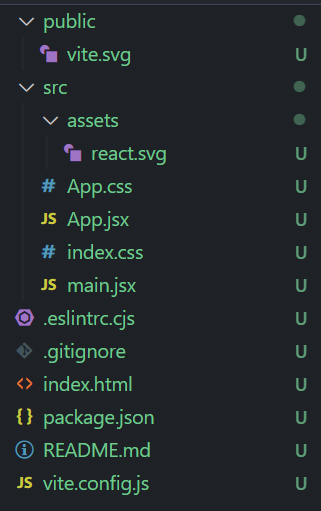 public
vite.svg U
src
assets
react.svg U
# App.css U
JS App.jsx U
# index.css U
JS main.jsx U
.eslintrc.cjs U
.gitignore U
<> index.html U
{} package.json U
README.md U
JS vite.config.js U